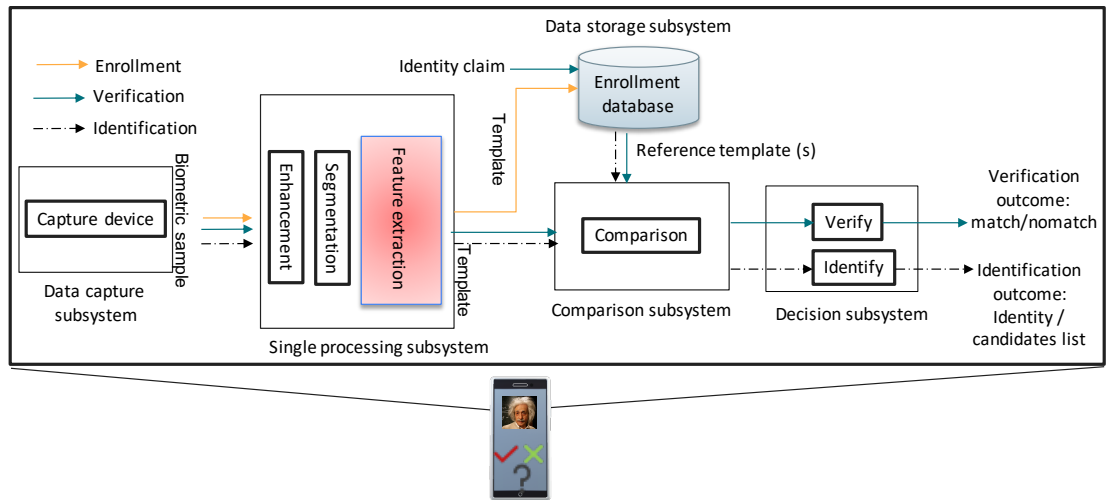 Data storage subsystem
Enrollment
Verification
Identification
Identity claim
Enrollment
database
Template
Reference template (s)
Biometric sample
Capture device
Data capture
subsystem
Enhancement
Segmentation
Feature extraction
Single processing subsystem
Template
Comparison
Comparison subsystem
Verify
Identify
Decision subsystem
Verification
outcome:
match/nomatch
Identification
outcome:
Identity /
candidates list
?